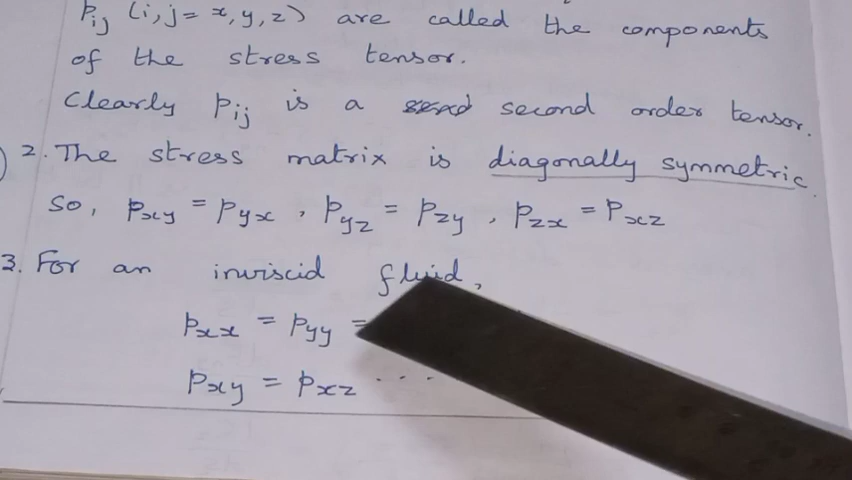 Pij (i,j = x,y,z) are called the components
of the stress tensor.
Clearly Pij is a second order tensor.
2. The stress matrix is diagonally symmetric.
So, Pxy = Pyx, Pyz = Pzy, Pzx = Pxz
3. For an inviscid fluid,
Pxx = Pyy =
Pxy = Pxz ...